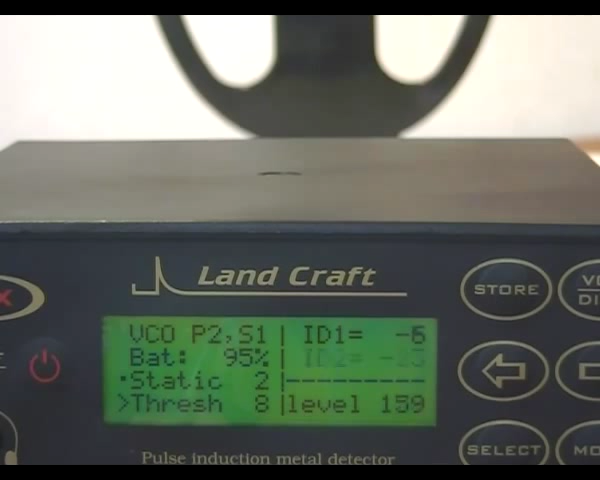 Land Craft
STORE
VCO P2,S1| ID1= -6
Bat: 95%| ID2=
·Static 2|---------
>Thresh 8|level 159
SELECT
Pulse induction metal detector